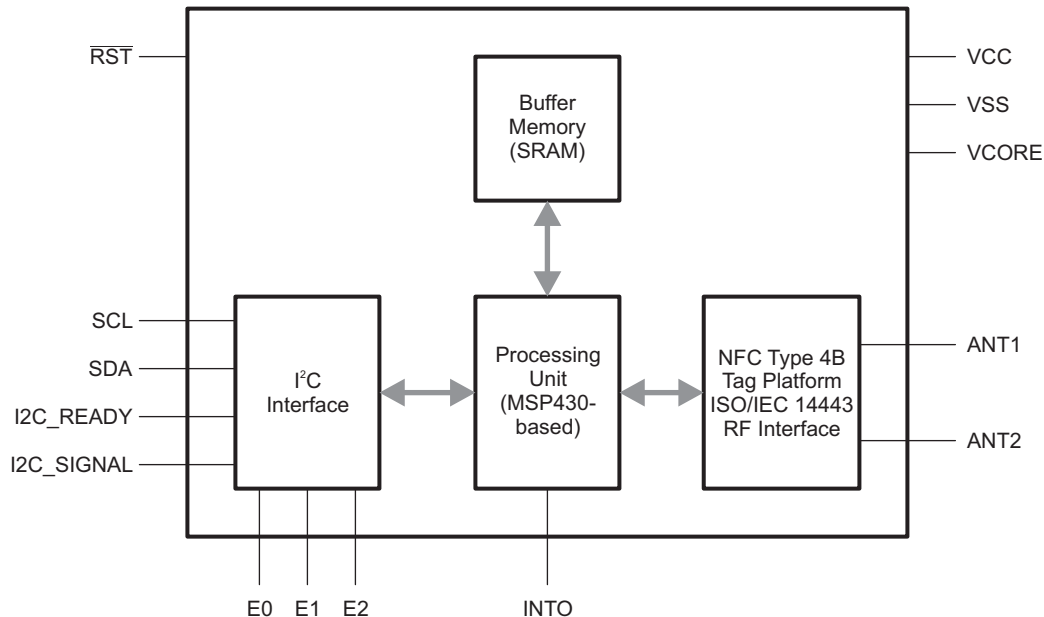 RST
VCC
VSS
VCORE
Buffer
Memory
(SRAM)
SCL
SDA
I2C_READY
I2C_SIGNAL
I²C
Interface
Processing
Unit
(MSP430-
based)
NFC Type 4B
Tag Platform
ISO/IEC 14443
RF Interface
ANT1
ANT2
E0 E1 E2
INTO